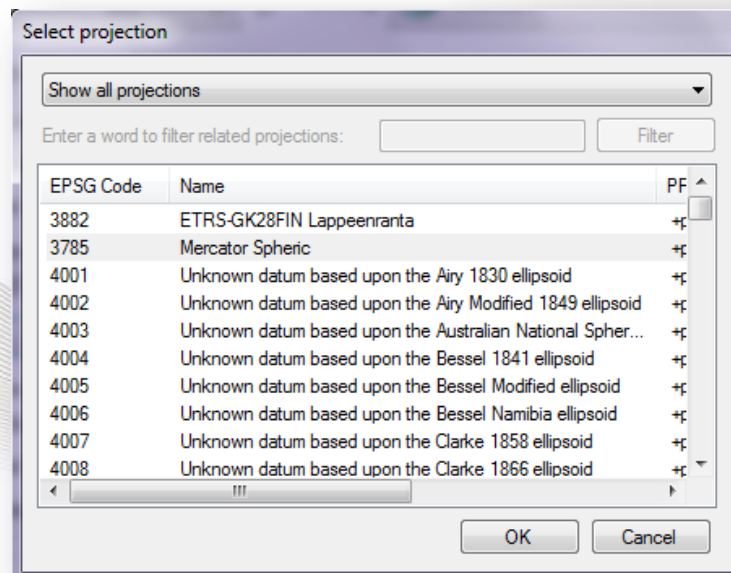 Select projection
Show all projections
Enter a word to filter related projections: Filter
EPSG Code Name PF
3882 ETRS-GK28FIN Lappeenranta +p
3785 Mercator Spheric +p
4001 Unknown datum based upon the Airy 1830 ellipsoid +p
4002 Unknown datum based upon the Airy Modified 1849 ellipsoid +p
4003 Unknown datum based upon the Australian National Spher... +p
4004 Unknown datum based upon the Bessel 1841 ellipsoid +p
4005 Unknown datum based upon the Bessel Modified ellipsoid +p
4006 Unknown datum based upon the Bessel Namibia ellipsoid +p
4007 Unknown datum based upon the Clarke 1858 ellipsoid +p
4008 Unknown datum based upon the Clarke 1866 ellipsoid +p
OK Cancel